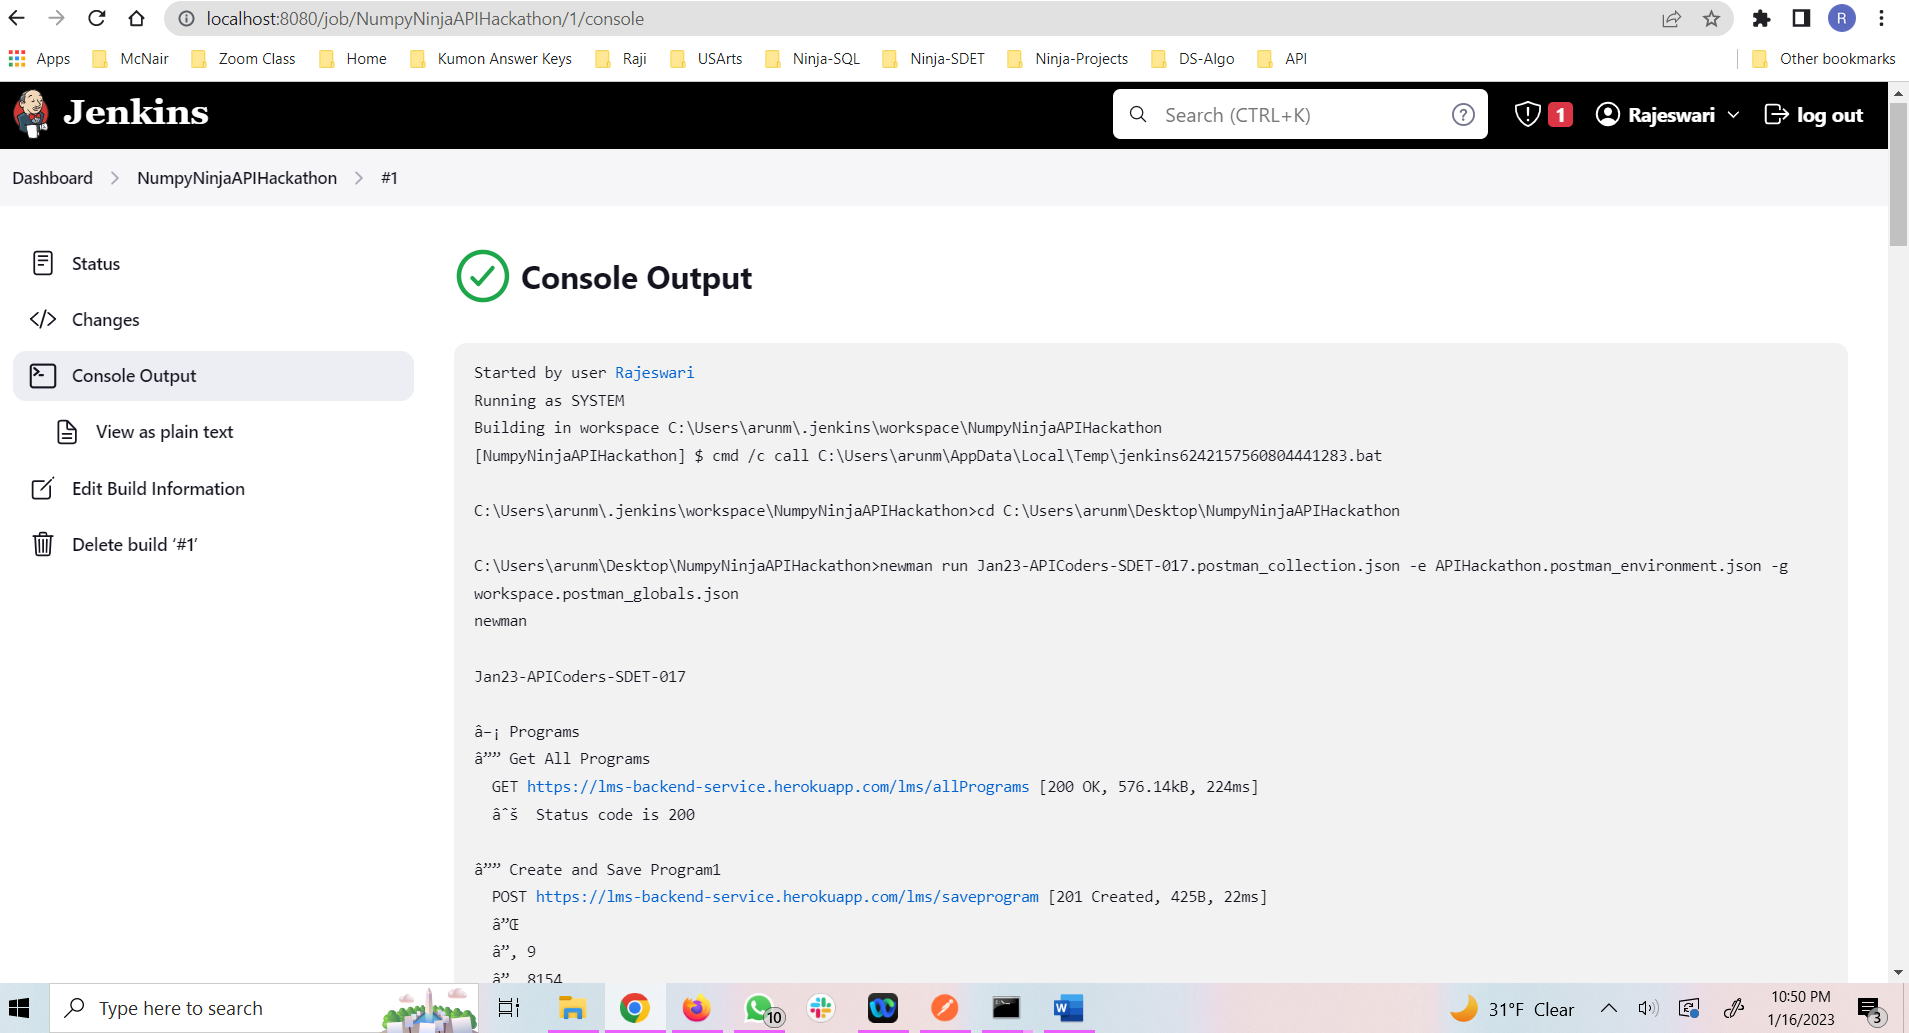 localhost:8080/job/NumpyNinjaAPIHackathon/1/console
R
Apps McNair Zoom Class Home Kumon Answer Keys Raji USArts Ninja-SQL Ninja-SDET Ninja-Projects DS-Algo API Other bookmarks
Jenkins Search (CTRL+K) ? 1 Rajeswari log out
Dashboard NumpyNinjaAPIHackathon #1
Status
Changes
Console Output
View as plain text
Edit Build Information
Delete build ‘#1’
Console Output
Started by user Rajeswari
Running as SYSTEM
Building in workspace C:\Users\arunm\.jenkins\workspace\NumpyNinjaAPIHackathon
[NumpyNinjaAPIHackathon] $ cmd /c call C:\Users\arunm\AppData\Local\Temp\jenkins6242157560804441283.bat
C:\Users\arunm\.jenkins\workspace\NumpyNinjaAPIHackathon>cd C:\Users\arunm\Desktop\NumpyNinjaAPIHackathon
C:\Users\arunm\Desktop\NumpyNinjaAPIHackathon>newman run Jan23-APICoders-SDET-017.postman_collection.json -e APIHackathon.postman_environment.json -g
workspace.postman_globals.json
newman
Jan23-APICoders-SDET-017
â–¡ Programs
â”” Get All Programs
GET https://lms-backend-service.herokuapp.com/lms/allPrograms [200 OK, 576.14kB, 224ms]
âˆš Status code is 200
â”” Create and Save Program1
POST https://lms-backend-service.herokuapp.com/lms/saveprogram [201 Created, 425B, 22ms]
â”Œ
â”‚ 9
â”‚ 8154
Type here to search
10
W
31°F Clear
10:50 PM
1/16/2023
3